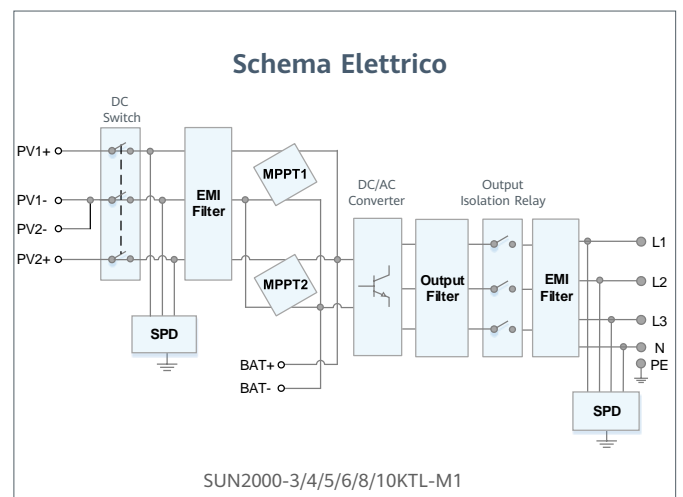 Schema Elettrico
DC
Switch
PV1+
PV1-
PV2-
PV2+
EMI
Filter
SPD
MPPT1
MPPT2
BAT+
BAT-
DC/AC
Converter
Output
Filter
Output
Isolation Relay
EMI
Filter
L1
L2
L3
N
PE
SPD
SUN2000-3/4/5/6/8/10KTL-M1